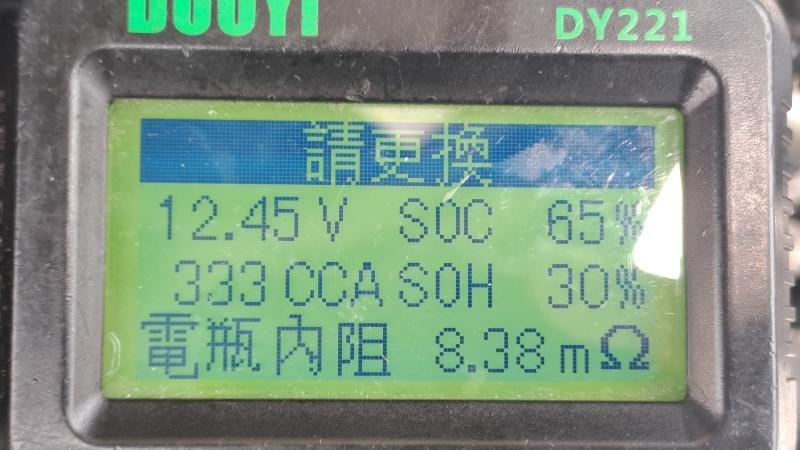 DOUYI
DY221
請更換
12.45 V SOC 65%
333 CCA SOH 30%
電瓶內阻 8.38 mΩ